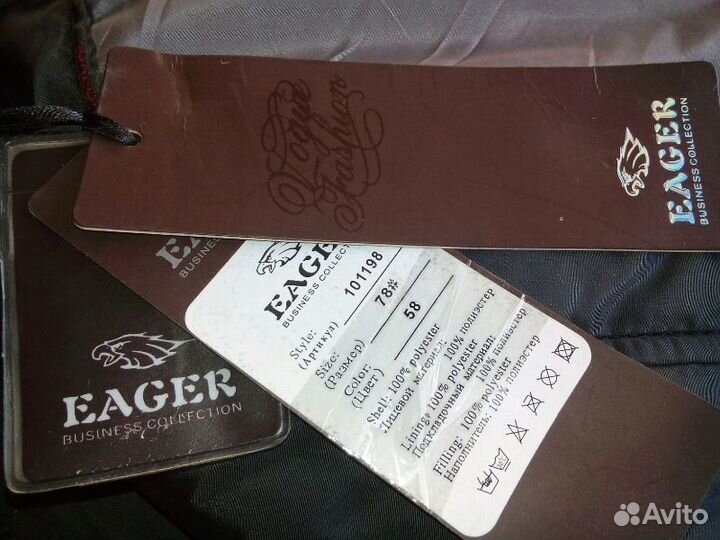 Vogue
Fashion
EAGER
BUSINESS COLLECTION
EAGER
BUSINESS COLLECTION
EAGER
BUSINESS COLLECTION
EAGER
BUSINESS COLLECTION
Style: 101198
(Артикул)
Size: 78#
(Размер)
Color: 58
(Цвет)
Shell: 100% polyester
Лицевой материал: 100% полиэстер
Lining: 100% polyester
Подкладочный материал: 100% полиэстер
Filling: 100% polyester
Наполнитель: 100% полиэстер
Avito